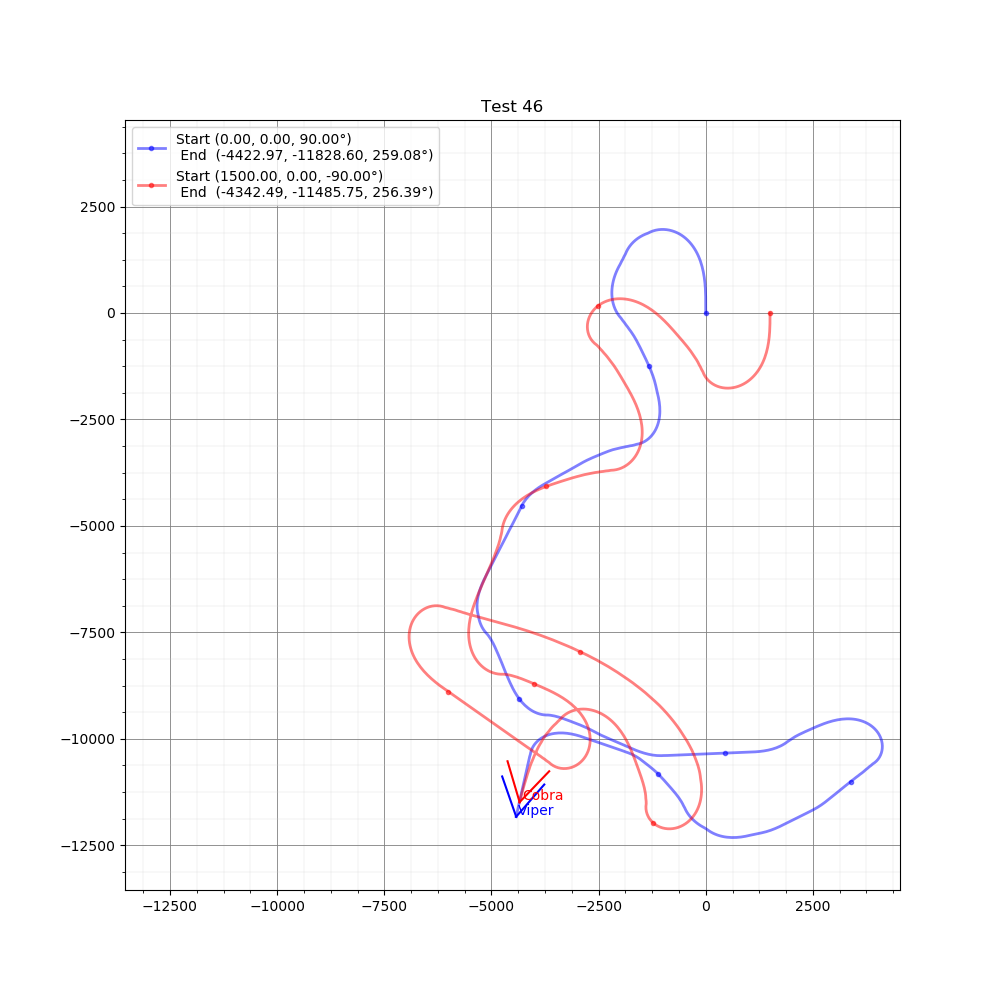 Test 46
Start (0.00, 0.00, 90.00°)
End  (-4422.97, -11828.60, 259.08°)
Start (1500.00, 0.00, -90.00°)
End  (-4342.49, -11485.75, 256.39°)
2500
0
−2500
−5000
−7500
−10000
−12500
Cobra
Viper
−12500 −10000 −7500 −5000 −2500 0 2500